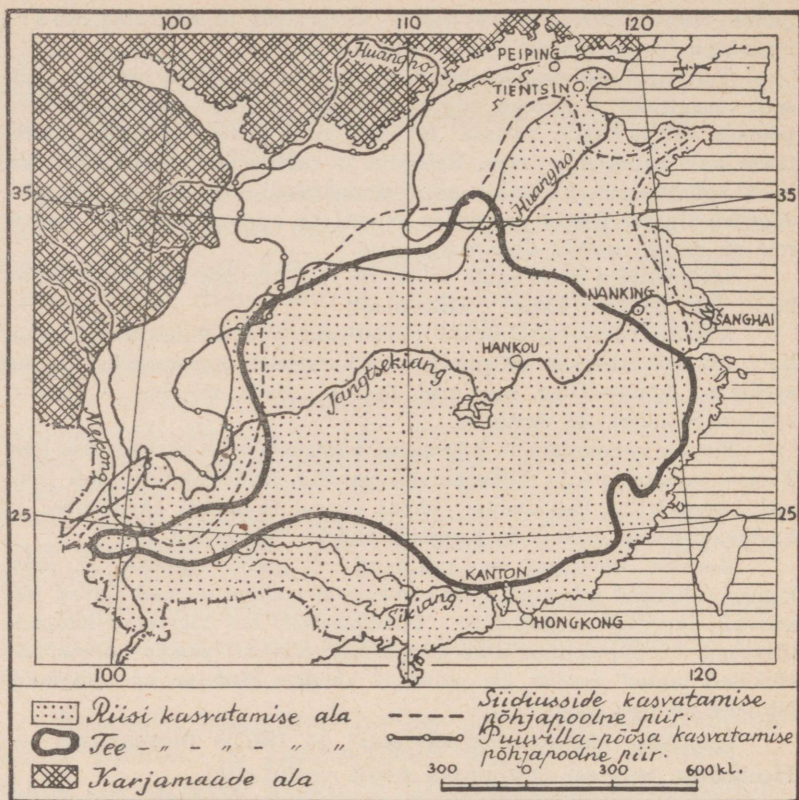 100 110 120
Huangho
PEIPING
TIENTSIN
35 35
Huangho
NANKING
SANGHAI
HANKOU
Jangtsekiang
Mekong
25 25
KANTON
Sikiang
HONGKONG
100 120
Riisi kasvatamise ala
Tee - „ - „ - „ „
Karjamaade ala
Siidiusside kasvatamise
põhjapoolne piir.
Puuvilla-põõsa kasvatamise
põhjapoolne piir.
300 0 300 600 kl.